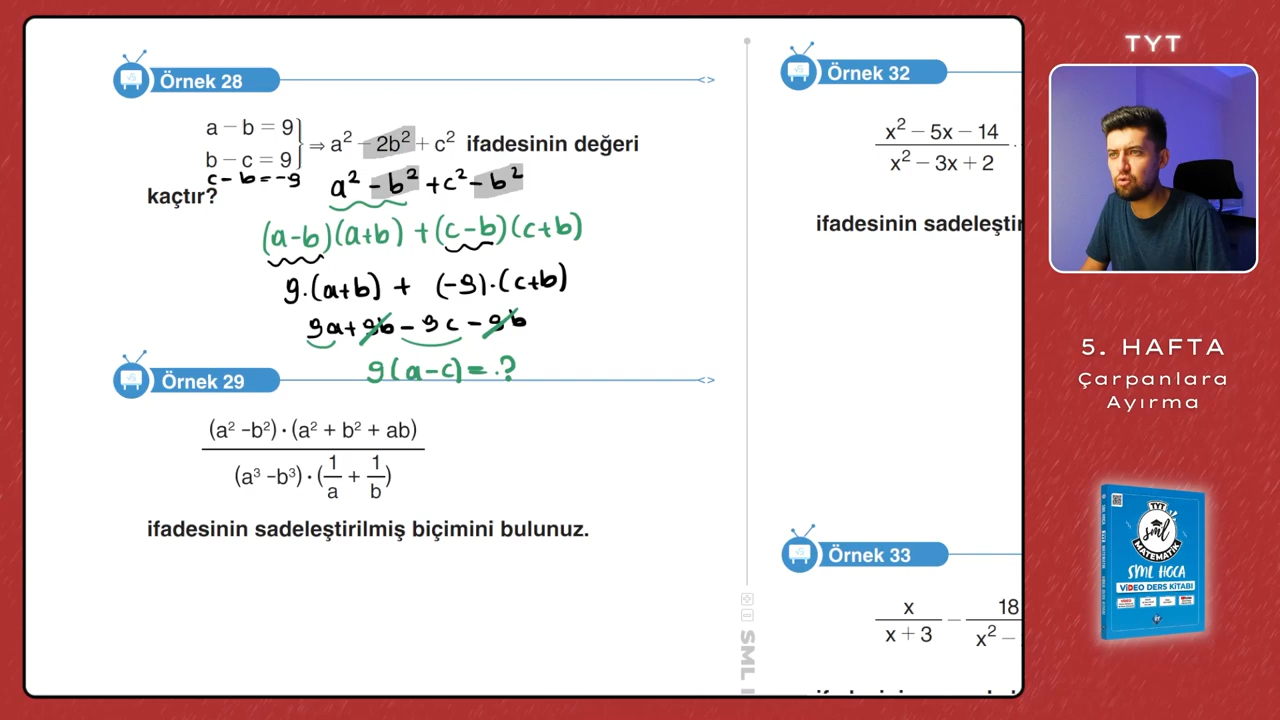 Örnek 28
a − b = 9
b − c = 9
⇒ a² − 2b² + c² ifadesinin değeri
c − b = −9
kaçtır?
a² − b² + c² − b²
(a−b)(a+b) + (c−b)(c+b)
9.(a+b) + (−9).(c+b)
9a + 9b − 9c − 9b
9(a−c) = .?
Örnek 29
(a² −b²) · (a² + b² + ab)
(a³ −b³) · (1/a + 1/b)
ifadesinin sadeleştirilmiş biçimini bulunuz.
SML
Örnek 32
x² − 5x − 14
x² − 3x + 2
ifadesinin sadeleştir
Örnek 33
x/(x + 3) − 18/(x² −
TYT
5. HAFTA
Çarpanlara
Ayırma
TYT
sml
MATEMATİK
SML HOCA
VİDEO DERS KİTABI